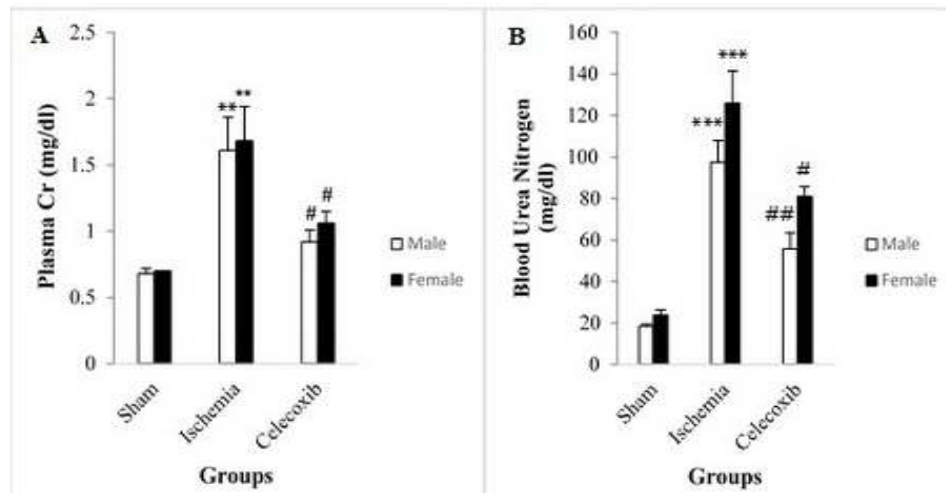 A
Plasma Cr (mg/dl)
2.5
2
1.5
1
0.5
0
**
**
#
#
Male
Female
Sham
Ischemia
Celecoxib
Groups
B
Blood Urea Nitrogen
(mg/dl)
160
140
120
100
80
60
40
20
0
***
***
##
#
Male
Female
Sham
Ischemia
Celecoxib
Groups